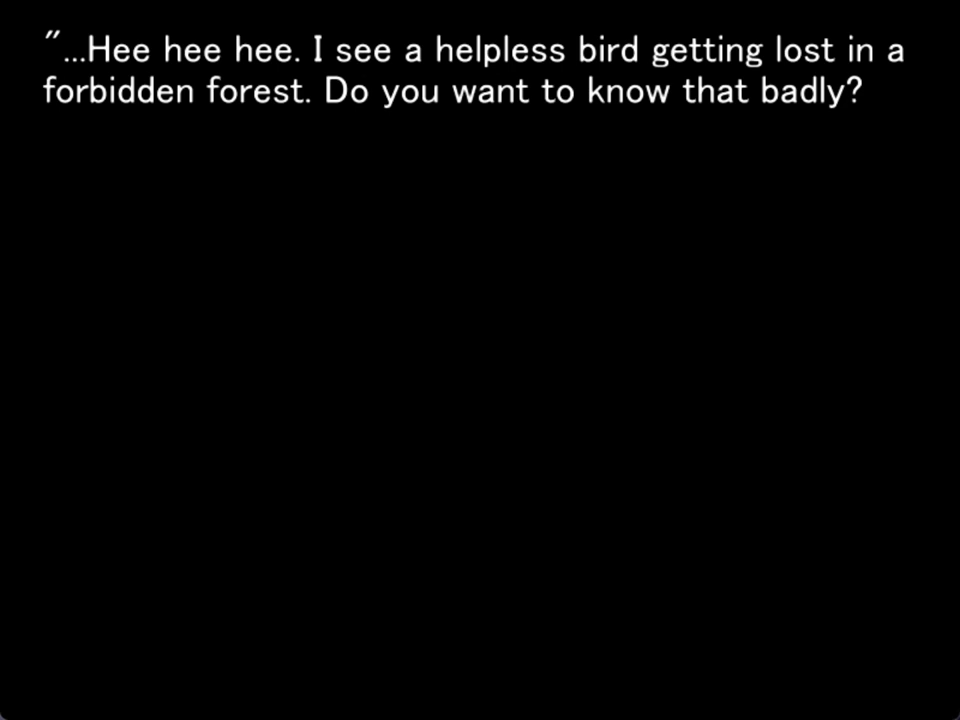 "...Hee hee hee. I see a helpless bird getting lost in a
forbidden forest. Do you want to know that badly?